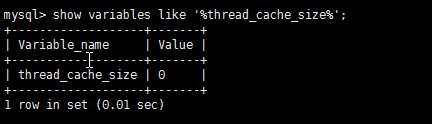 mysql> show variables like '%thread_cache_size%';
+-------------------+-------+
| Variable_name     | Value |
+-------------------+-------+
| thread_cache_size | 0     |
+-------------------+-------+
1 row in set (0.01 sec)